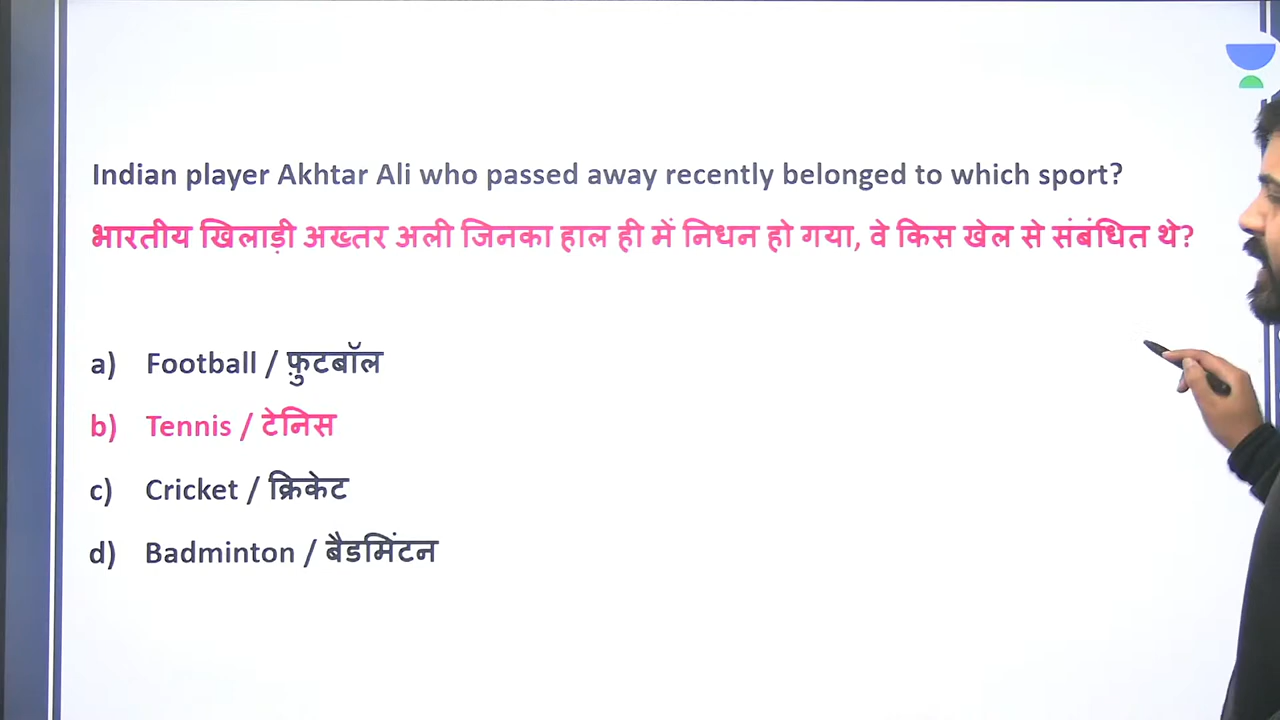 Indian player Akhtar Ali who passed away recently belonged to which sport?
भारतीय खिलाड़ी अख्तर अली जिनका हाल ही में निधन हो गया, वे किस खेल से संबंधित थे?
a) Football / फ़ुटबॉल
b) Tennis / टेनिस
c) Cricket / क्रिकेट
d) Badminton / बैडमिंटन